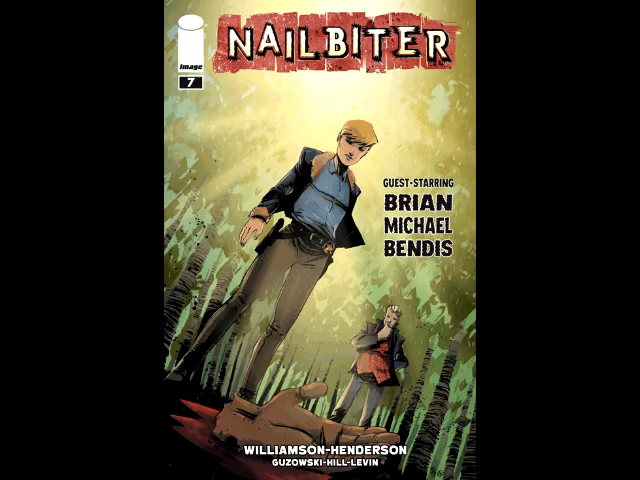 NAILBITER
image
7
GUEST-STARRING
BRIAN
MICHAEL
BENDIS
WILLIAMSON-HENDERSON
GUZOWSKI-HILL-LEVIN